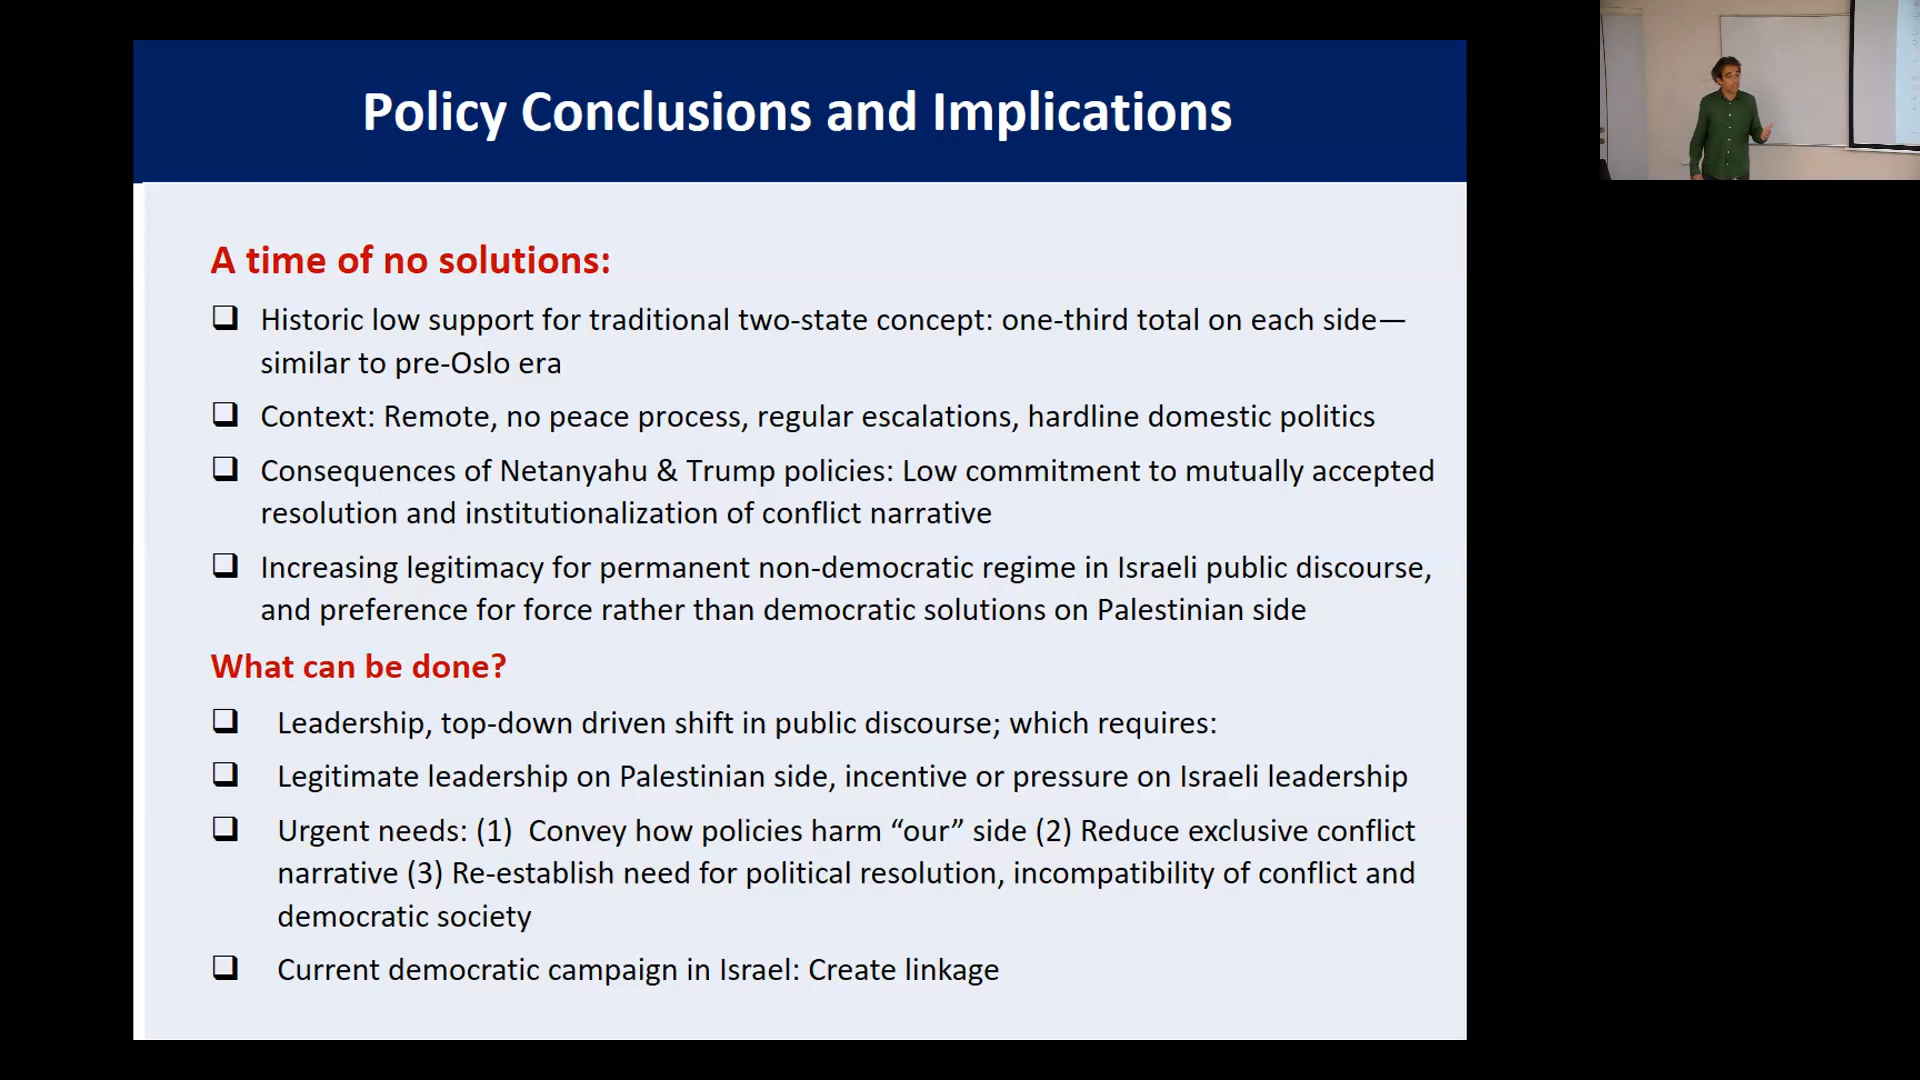 Policy Conclusions and Implications
A time of no solutions:
Historic low support for traditional two-state concept: one-third total on each side—
similar to pre-Oslo era
Context: Remote, no peace process, regular escalations, hardline domestic politics
Consequences of Netanyahu & Trump policies: Low commitment to mutually accepted
resolution and institutionalization of conflict narrative
Increasing legitimacy for permanent non-democratic regime in Israeli public discourse,
and preference for force rather than democratic solutions on Palestinian side
What can be done?
Leadership, top-down driven shift in public discourse; which requires:
Legitimate leadership on Palestinian side, incentive or pressure on Israeli leadership
Urgent needs: (1)  Convey how policies harm “our” side (2) Reduce exclusive conflict
narrative (3) Re-establish need for political resolution, incompatibility of conflict and
democratic society
Current democratic campaign in Israel: Create linkage